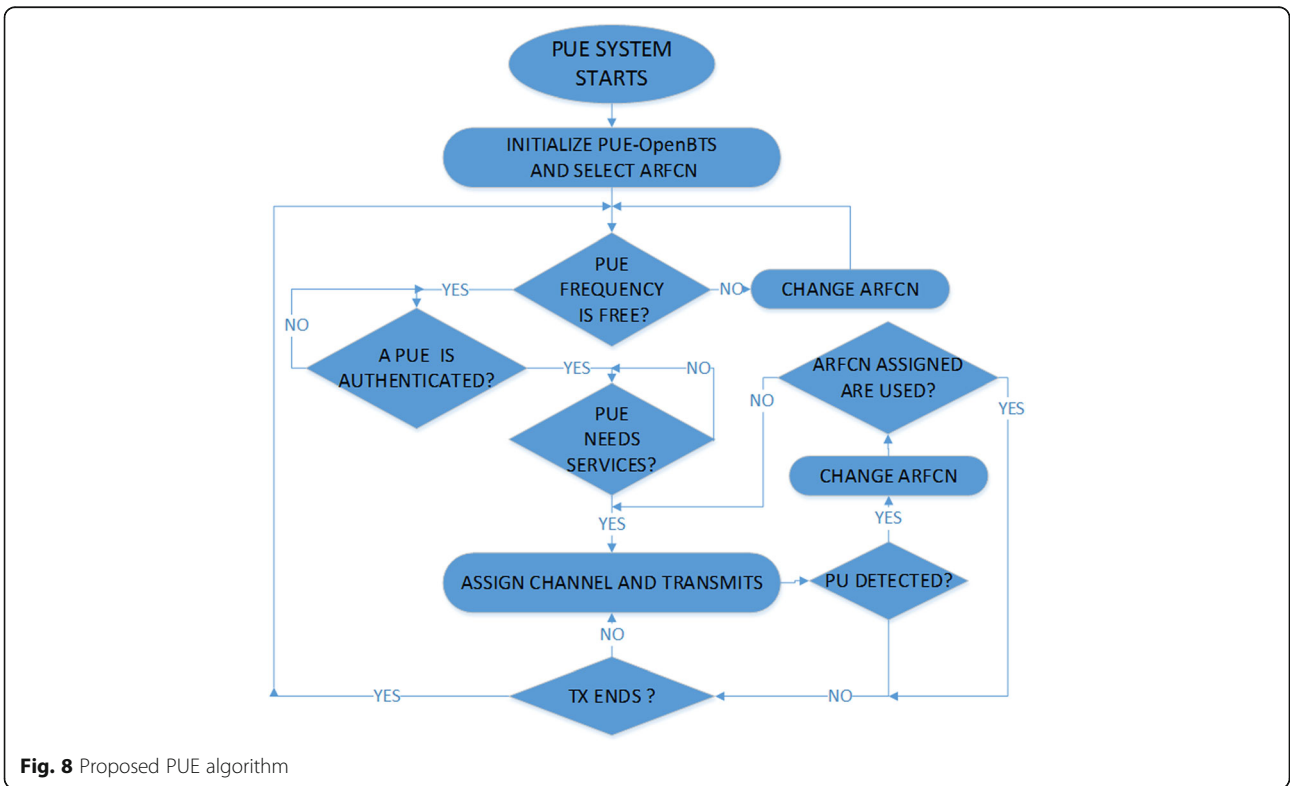 PUE SYSTEM
STARTS
INITIALIZE PUE-OpenBTS
AND SELECT ARFCN
PUE
FREQUENCY
IS FREE?
YES
NO
CHANGE ARFCN
NO
A PUE IS
AUTHENTICATED?
YES
NO
ARFCN ASSIGNED
ARE USED?
NO
YES
PUE
NEEDS
SERVICES?
CHANGE ARFCN
YES
YES
ASSIGN CHANNEL AND TRANSMITS
PU DETECTED?
NO
YES
TX ENDS ?
NO
Fig. 8 Proposed PUE algorithm